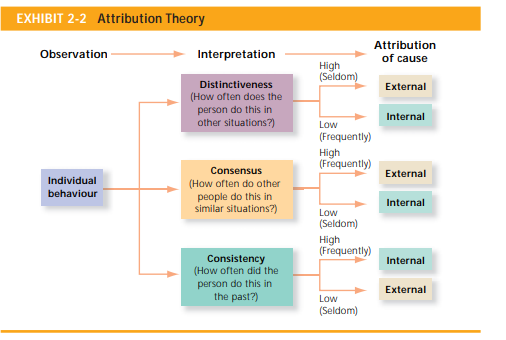 EXHIBIT 2-2 Attribution Theory
Observation
Interpretation
Attribution
of cause
Individual
behaviour
Distinctiveness
(How often does the
person do this in
other situations?)
High
(Seldom)
External
Low
(Frequently)
Internal
Consensus
(How often do other
people do this in
similar situations?)
High
(Frequently)
External
Low
(Seldom)
Internal
Consistency
(How often did the
person do this in
the past?)
High
(Frequently)
Internal
Low
(Seldom)
External